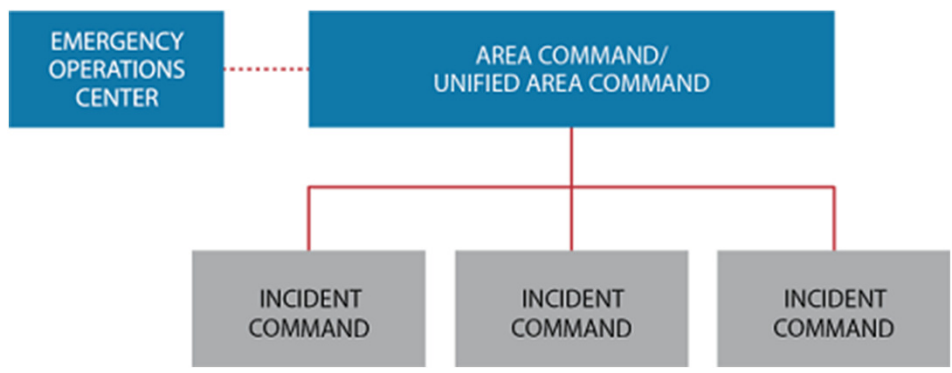 EMERGENCY
OPERATIONS
CENTER
AREA COMMAND/
UNIFIED AREA COMMAND
INCIDENT
COMMAND
INCIDENT
COMMAND
INCIDENT
COMMAND